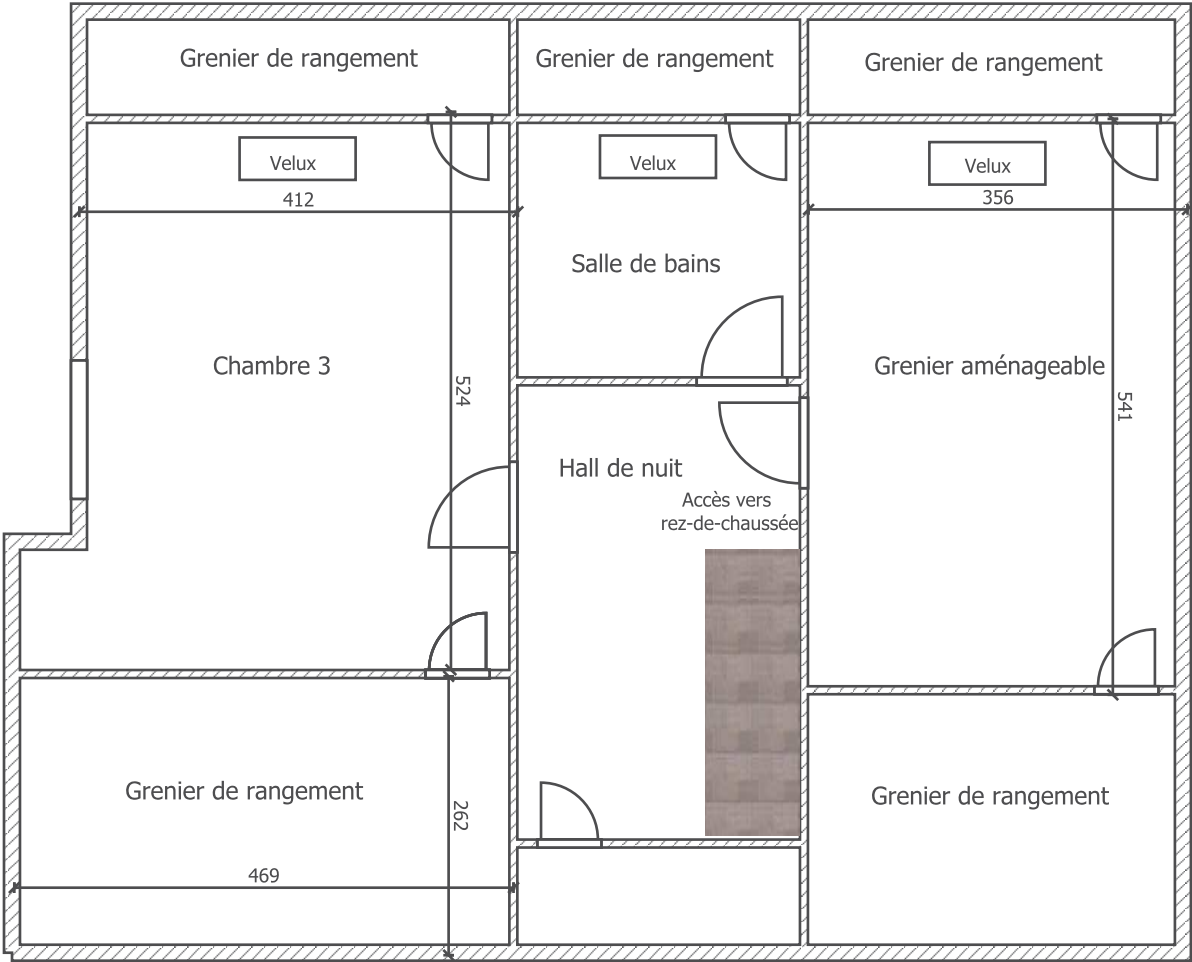 Grenier de rangement
Grenier de rangement
Grenier de rangement
Velux
Velux
Velux
412
356
Salle de bains
Chambre 3
Grenier aménageable
524
541
Hall de nuit
Accès vers
rez-de-chaussée
Grenier de rangement
Grenier de rangement
262
469